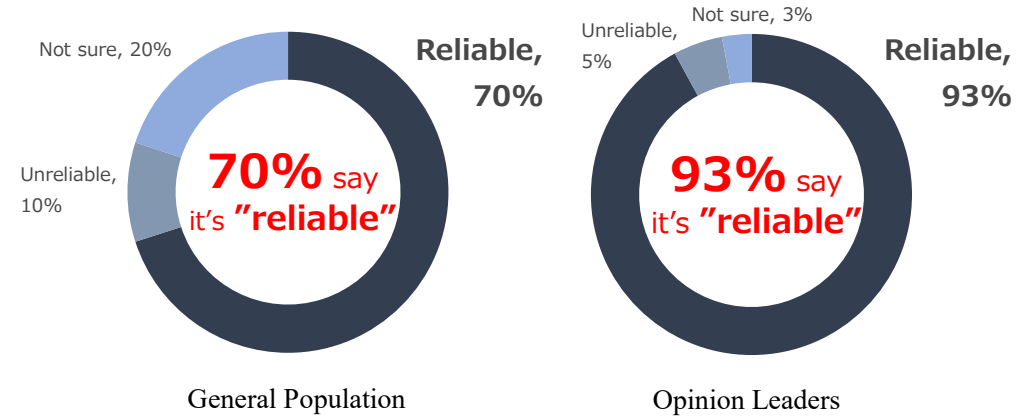 Not sure, 20%
Reliable,
70%
Unreliable,
10%
70% say
it's ”reliable”
General Population
Not sure, 3%
Unreliable,
5%
Reliable,
93%
93% say
it's ”reliable”
Opinion Leaders